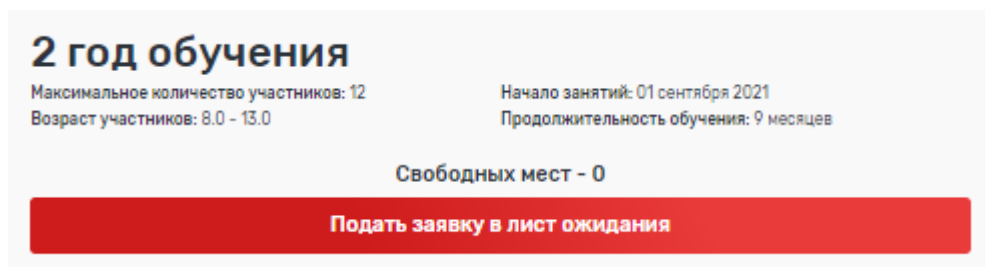 2 год обучения
Максимальное количество участников: 12
Возраст участников: 8.0 - 13.0
Начало занятий: 01 сентября 2021
Продолжительность обучения: 9 месяцев
Свободных мест - 0
Подать заявку в лист ожидания